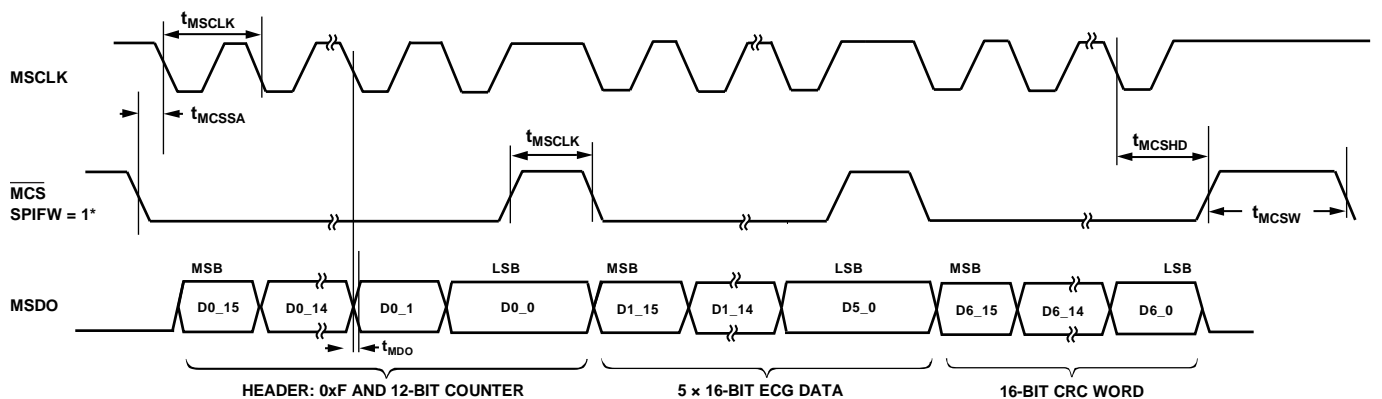 tMSCLK
MSCLK
tMCSSA
tMSCLK
tMCSHD
MCS
SPIFW = 1*
tMCSW
MSB LSB MSB LSB MSB LSB
MSDO D0_15 D0_14 D0_1 D0_0 D1_15 D1_14 D5_0 D6_15 D6_14 D6_0
tMDO
HEADER: 0xF AND 12-BIT COUNTER 5 × 16-BIT ECG DATA 16-BIT CRC WORD